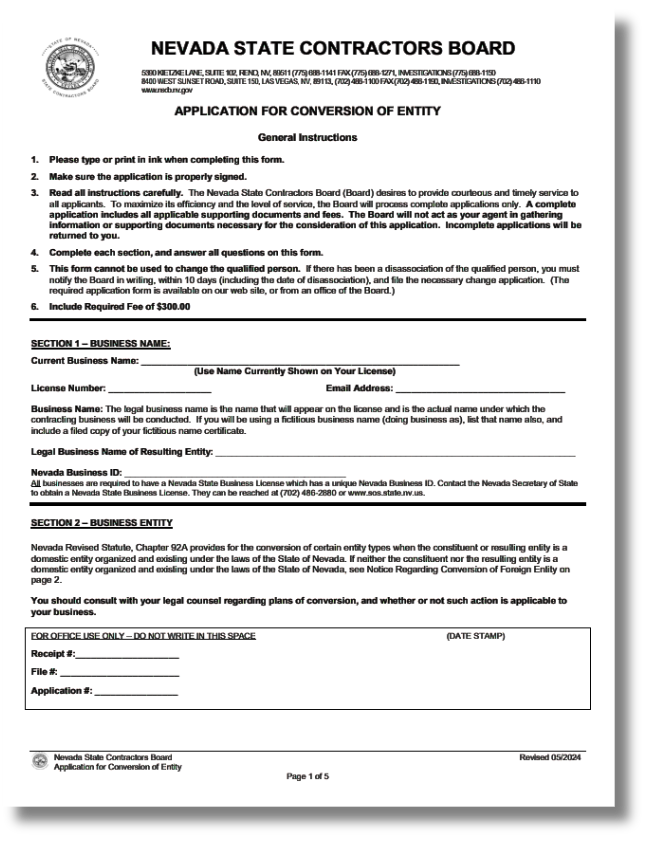 NEVADA STATE CONTRACTORS BOARD
5390 KIETZKE LANE, SUITE 102, RENO, NV, 89511 (775) 688-1141 FAX (775) 688-1271, INVESTIGATIONS (775) 688-1150
8400 WEST SUNSET ROAD, SUITE 150, LAS VEGAS, NV, 89113, (702) 486-1100 FAX (702) 486-1190, INVESTIGATIONS (702) 486-1110
www.nscb.nv.gov
APPLICATION FOR CONVERSION OF ENTITY
General Instructions
1. Please type or print in ink when completing this form.
2. Make sure the application is properly signed.
3. Read all instructions carefully. The Nevada State Contractors Board (Board) desires to provide courteous and timely service to
all applicants. To maximize its efficiency and the level of service, the Board will process complete applications only. A complete
application includes all applicable supporting documents and fees. The Board will not act as your agent in gathering
information or supporting documents necessary for the consideration of this application. Incomplete applications will be
returned to you.
4. Complete each section, and answer all questions on this form.
5. This form cannot be used to change the qualified person. If there has been a disassociation of the qualified person, you must
notify the Board in writing, within 10 days (including the date of disassociation), and file the necessary change application. (The
required application form is available on our web site, or from an office of the Board.)
6. Include Required Fee of $300.00
SECTION 1 – BUSINESS NAME:
Current Business Name:
(Use Name Currently Shown on Your License)
License Number: Email Address:
Business Name: The legal business name is the name that will appear on the license and is the actual name under which the
contracting business will be conducted. If you will be using a fictitious business name (doing business as), list that name also, and
include a filed copy of your fictitious name certificate.
Legal Business Name of Resulting Entity:
Nevada Business ID:
All businesses are required to have a Nevada State Business License which has a unique Nevada Business ID. Contact the Nevada Secretary of State
to obtain a Nevada State Business License. They can be reached at (702) 486-2880 or www.sos.state.nv.us.
SECTION 2 – BUSINESS ENTITY
Nevada Revised Statute, Chapter 92A provides for the conversion of certain entity types when the constituent or resulting entity is a
domestic entity organized and existing under the laws of the State of Nevada. If neither the constituent nor the resulting entity is a
domestic entity organized and existing under the laws of the State of Nevada, see Notice Regarding Conversion of Foreign Entity on
page 2.
You should consult with your legal counsel regarding plans of conversion, and whether or not such action is applicable to
your business.
FOR OFFICE USE ONLY – DO NOT WRITE IN THIS SPACE (DATE STAMP)
Receipt #:
File #:
Application #:
Nevada State Contractors Board Revised 05/2024
Application for Conversion of Entity
Page 1 of 5